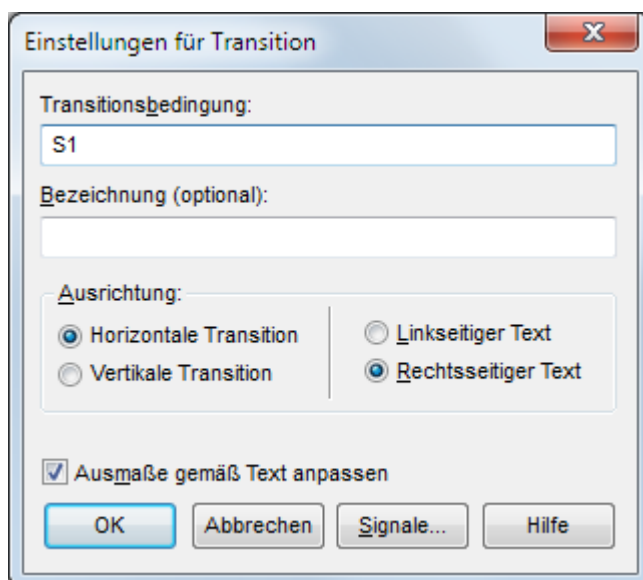 Einstellungen für Transition
Transitionsbedingung:
S1
Bezeichnung (optional):
Ausrichtung:
Horizontale Transition
Linkseitiger Text
Vertikale Transition
Rechtsseitiger Text
Ausmaße gemäß Text anpassen
OK Abbrechen Signale... Hilfe